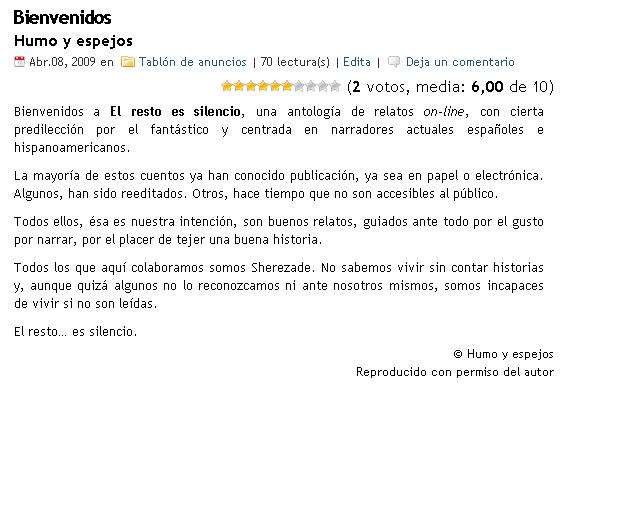 Bienvenidos
Humo y espejos
Abr.08, 2009 en Tablón de anuncios | 70 lectura(s) | Edita | Deja un comentario
(2 votos, media: 6,00 de 10)
Bienvenidos a El resto es silencio, una antología de relatos on-line, con cierta
predilección por el fantástico y centrada en narradores actuales españoles e
hispanoamericanos.
La mayoría de estos cuentos ya han conocido publicación, ya sea en papel o electrónica.
Algunos, han sido reeditados. Otros, hace tiempo que no son accesibles al público.
Todos ellos, ésa es nuestra intención, son buenos relatos, guiados ante todo por el gusto
por narrar, por el placer de tejer una buena historia.
Todos los que aquí colaboramos somos Sherezade. No sabemos vivir sin contar historias
y, aunque quizá algunos no lo reconozcamos ni ante nosotros mismos, somos incapaces
de vivir si no son leídas.
El resto... es silencio.
© Humo y espejos
Reproducido con permiso del autor